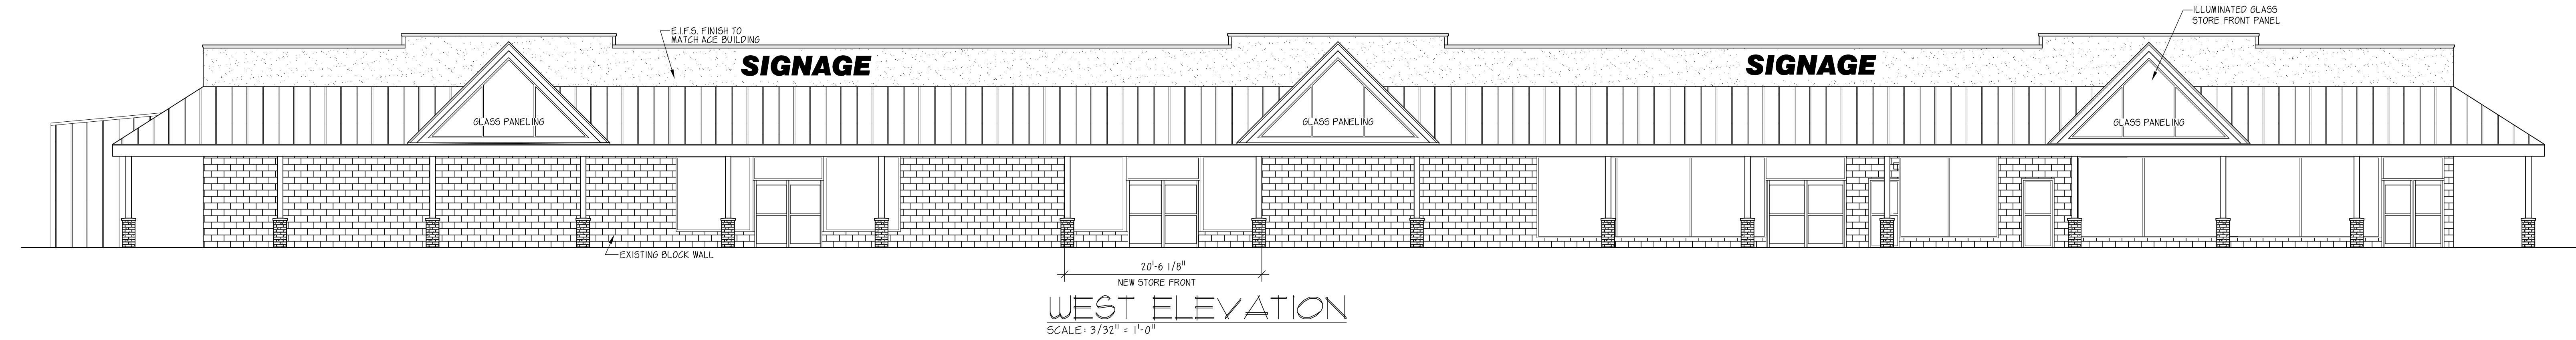 ILLUMINATED GLASS
STORE FRONT PANEL
E.I.F.S. FINISH TO
MATCH ACE BUILDING
SIGNAGE
SIGNAGE
GLASS PANELING
GLASS PANELING
GLASS PANELING
EXISTING BLOCK WALL
20'-6 1/8"
NEW STORE FRONT
WEST ELEVATION
SCALE: 3/32" = 1'-0"